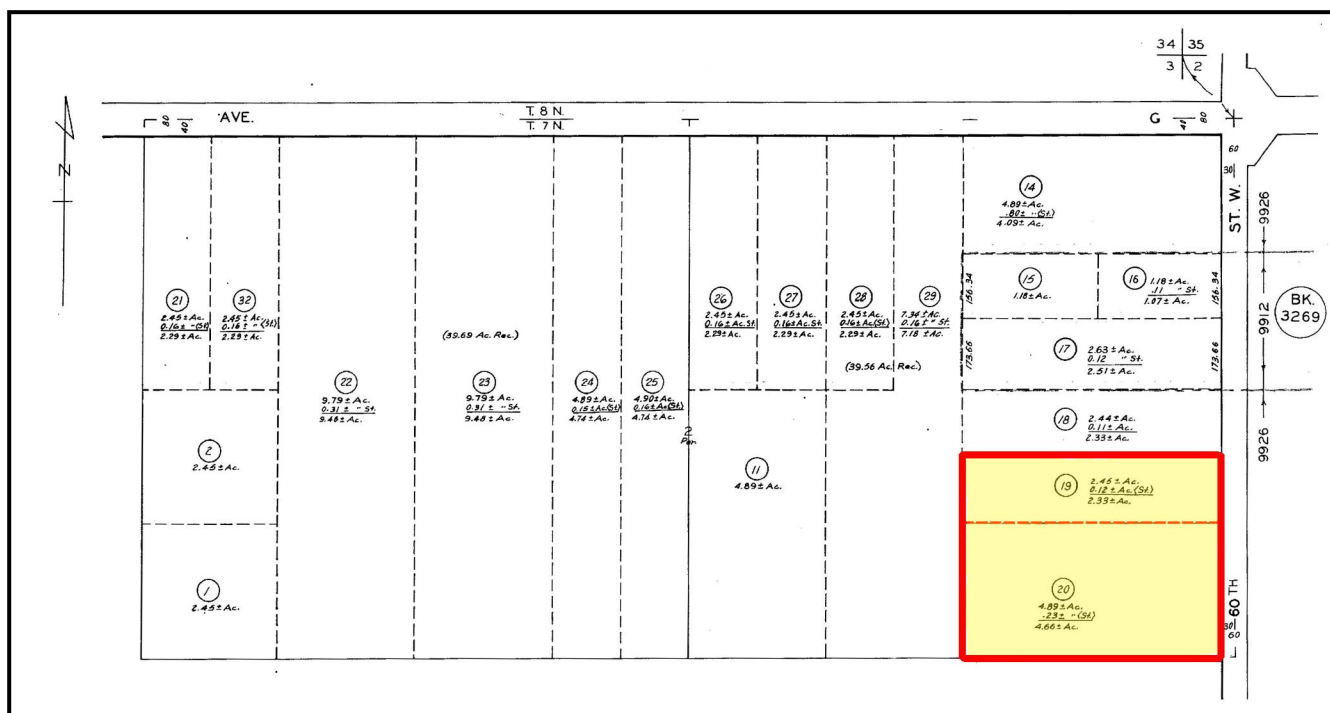 34 35
3 2
80
40
AVE.
T. 8 N.
T. 7 N.
G
40
80
60
30
ST. W.
N
9926
14
4.89±Ac.
.80± "(St.)
4.09± Ac.
15
1.18±Ac.
156.34
16
1.18±Ac.
.11 " St.
1.07±Ac.
156.34
9912
BK.
3269
21
2.45±Ac.
0.16± "(St)
2.29±Ac.
32
2.45±Ac.
0.16± "(St)
2.29±Ac.
26
2.45±Ac.
0.16±Ac.St.
2.29±Ac.
27
2.45±Ac.
0.16±Ac.St.
2.29±Ac.
28
2.45±Ac.
0.16±Ac(St)
2.29±Ac.
29
7.34±Ac.
0.16± " St.
7.18±Ac.
(39.69 Ac. Rec.)
(39.56 Ac. Rec.)
17
2.63±Ac.
0.12 " St.
2.51±Ac.
173.66
173.66
22
9.79±Ac.
0.31± " St.
9.48±Ac.
23
9.79±Ac.
0.31± " St.
9.48±Ac.
24
4.89±Ac.
0.15±Ac(St)
4.74±Ac.
25
4.90±Ac.
0.16±Ac(St)
4.74±Ac.
2
Por.
18
2.44±Ac.
0.11±Ac.
2.33±Ac.
9926
2
2.45±Ac.
11
4.89±Ac.
19
2.45±Ac.
0.12±Ac(St.)
2.33±Ac.
1
2.45±Ac.
20
4.89±Ac.
.23± "(St.)
4.66±Ac.
60 TH
30
60